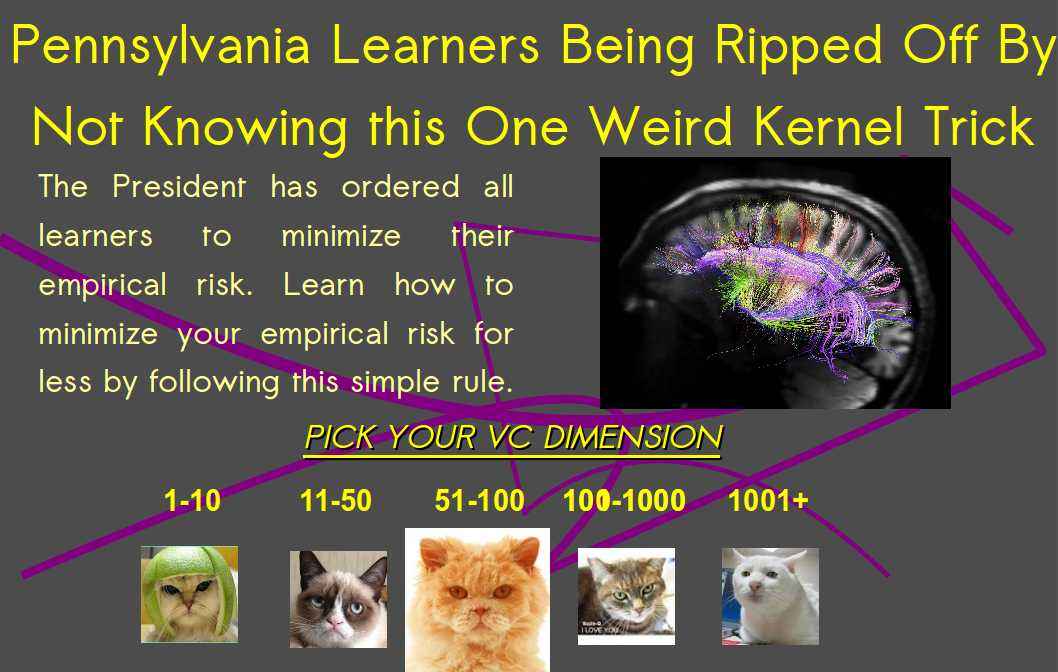 Pennsylvania Learners Being Ripped Off By
Not Knowing this One Weird Kernel Trick
The President has ordered all
learners to minimize their
empirical risk. Learn how to
minimize your empirical risk for
less by following this simple rule.
PICK YOUR VC DIMENSION
1-10 11-50 51-100 100-1000 1001+
I LOVE YOU